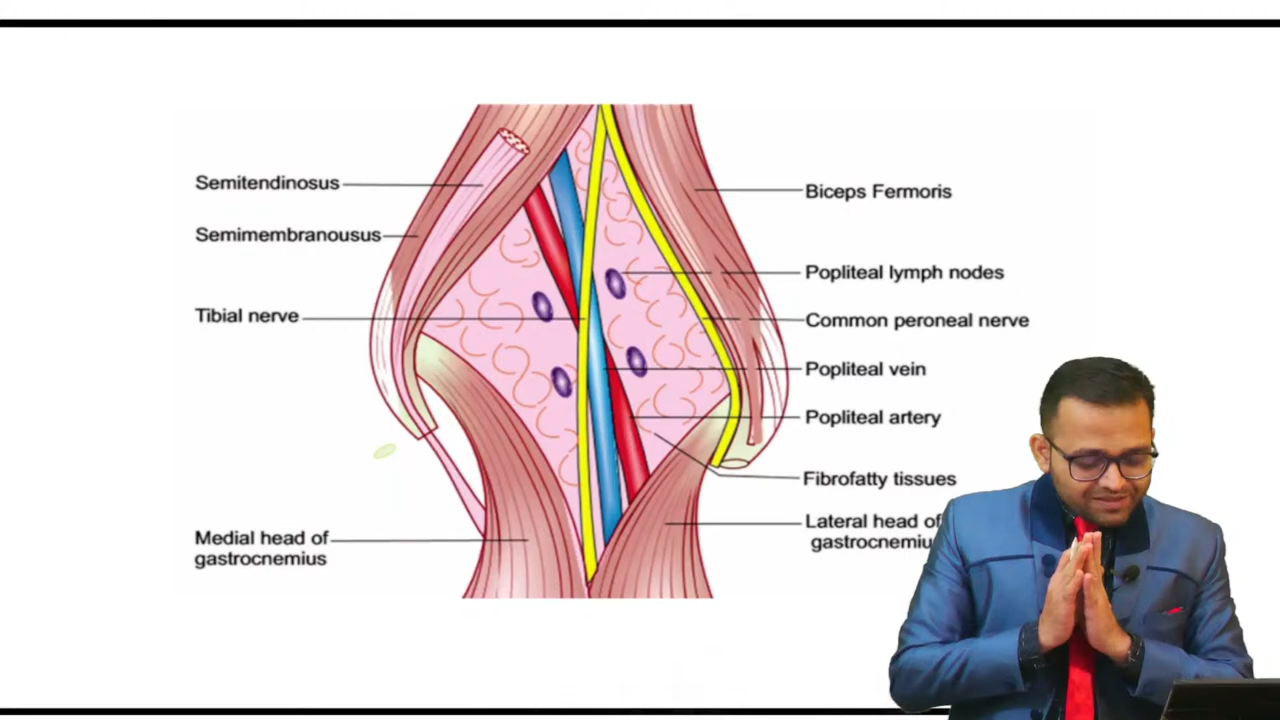 Semitendinosus
Semimembranousus
Tibial nerve
Medial head of
gastrocnemius
Biceps Fermoris
Popliteal lymph nodes
Common peroneal nerve
Popliteal vein
Popliteal artery
Fibrofatty tissues
Lateral head of